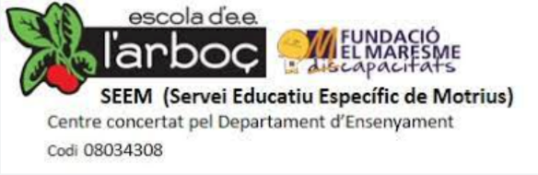 escola d'e.e.
l'arboç
FUNDACIÓ
EL MARESME
discapacitats
SEEM (Servei Educatiu Específic de Motrius)
Centre concertat pel Departament d'Ensenyament
Codi 08034308